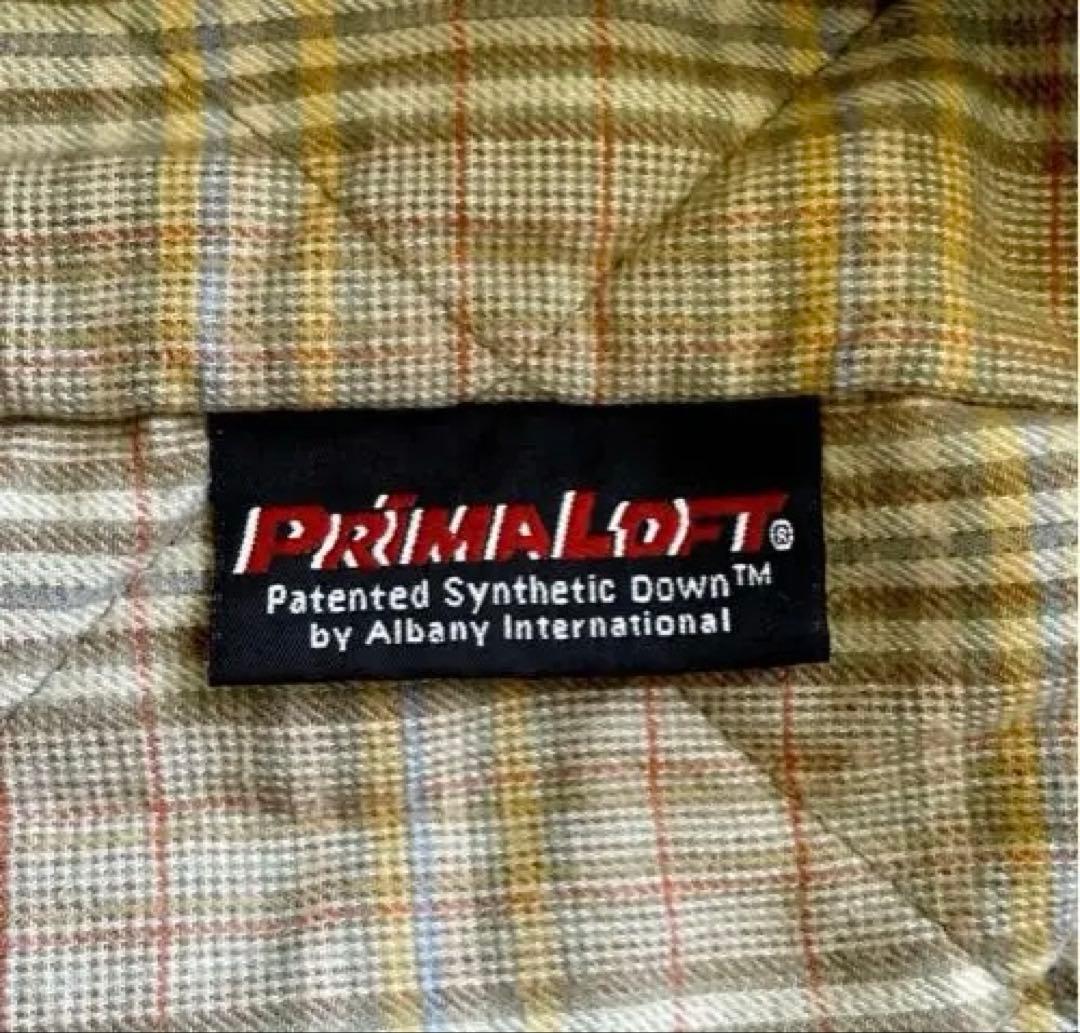 PRIMALOFT®
Patented Synthetic Down™
by Albany International